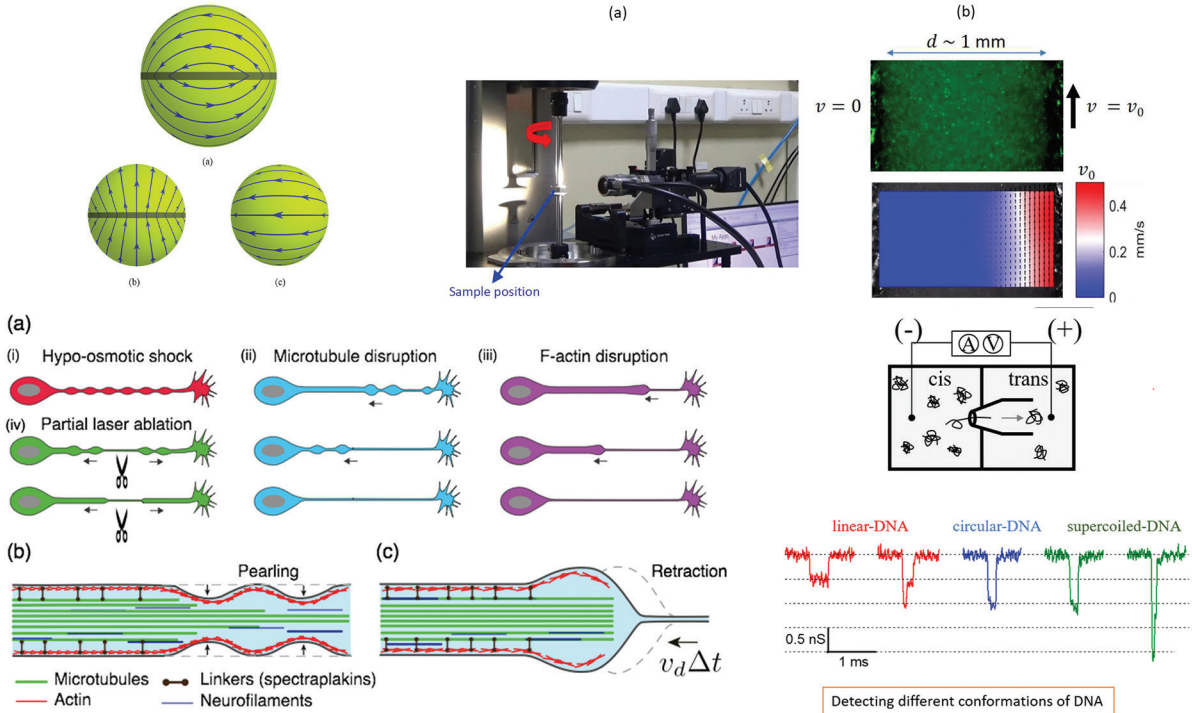 (a)
(b)
(c)
(a)
Sample position
(b)
d ~ 1 mm
v = 0
v = v₀
v₀
0.4
0.2
0
mm/s
(a)
(i) Hypo-osmotic shock
(ii) Microtubule disruption
(iii) F-actin disruption
(iv) Partial laser ablation
(b)
Pearling
(c)
Retraction
v_d Δt
Microtubules
Linkers (spectraplakins)
Actin
Neurofilaments
(-)
(+)
A V
cis
trans
linear-DNA
circular-DNA
supercoiled-DNA
0.5 nS
1 ms
Detecting different conformations of DNA